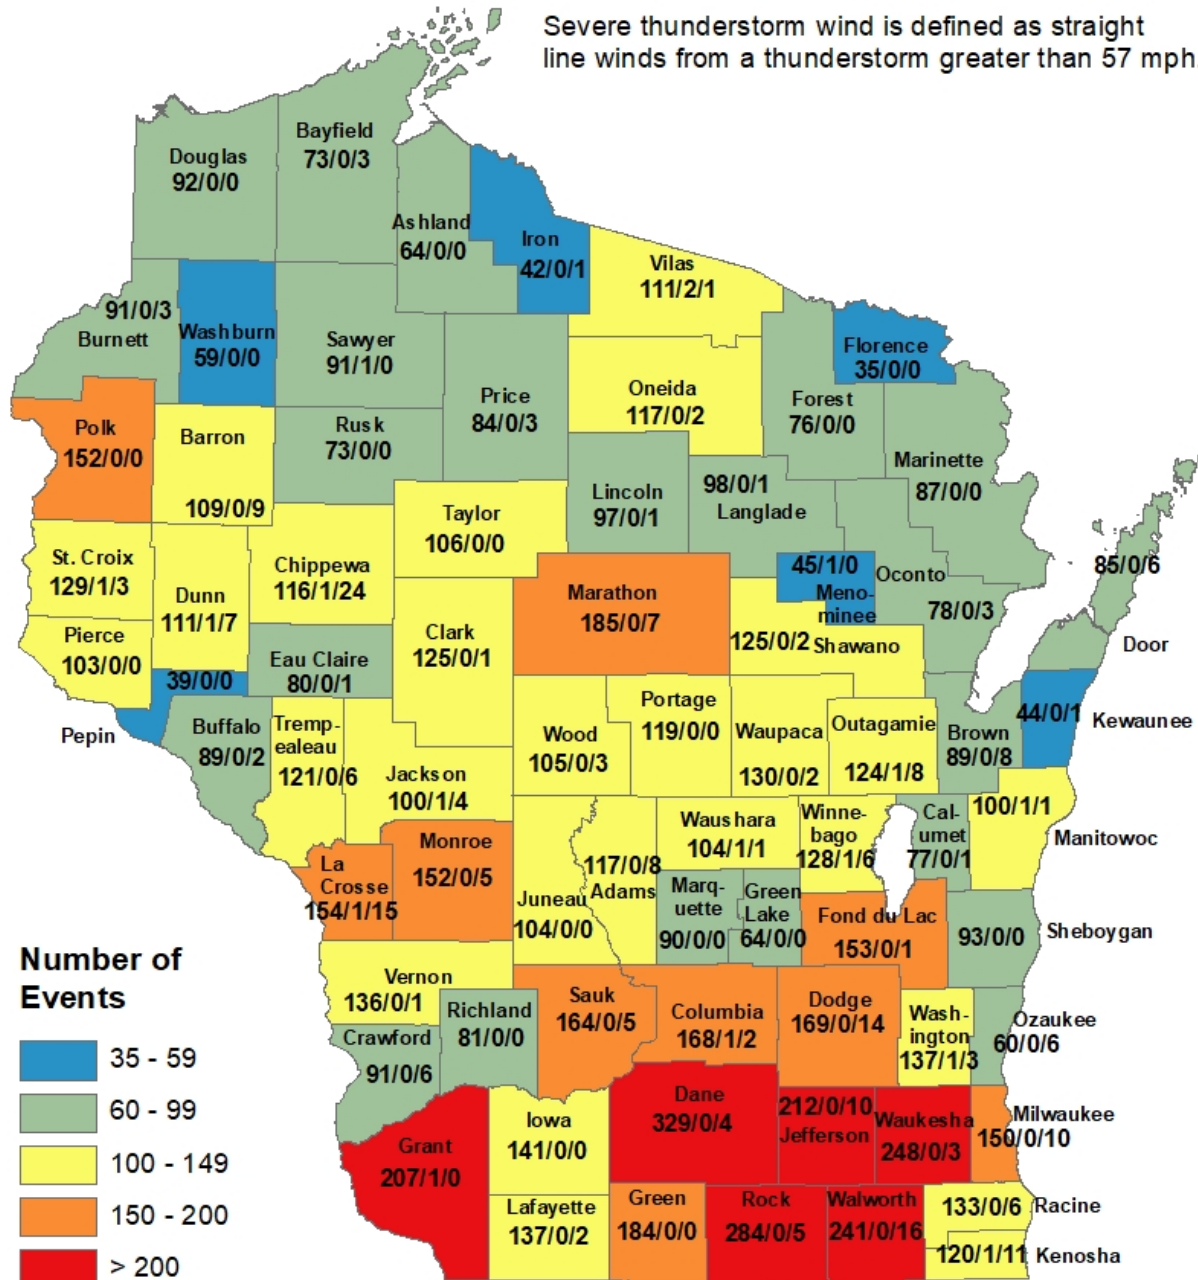 Severe thunderstorm wind is defined as straight
line winds from a thunderstorm greater than 57 mph.
Bayfield
73/0/3
Douglas
92/0/0
Ashland
64/0/0
Iron
42/0/1
Vilas
111/2/1
91/0/3
Burnett
Washburn
59/0/0
Sawyer
91/1/0
Florence
35/0/0
Price
84/0/3
Oneida
117/0/2
Forest
76/0/0
Polk
152/0/0
Barron
109/0/9
Rusk
73/0/0
Marinette
87/0/0
Lincoln
97/0/1
98/0/1
Langlade
Taylor
106/0/0
St. Croix
129/1/3
Chippewa
116/1/24
Dunn
111/1/7
Marathon
185/0/7
45/1/0
Meno-
minee
Oconto
78/0/3
85/0/6
Door
Pierce
103/0/0
Clark
125/0/1
125/0/2
Shawano
Eau Claire
80/0/1
39/0/0
Pepin
Buffalo
89/0/2
Tremp-
ealeau
121/0/6
Jackson
100/1/4
Wood
105/0/3
Portage
119/0/0
Waupaca
130/0/2
Outagamie
124/1/8
Brown
89/0/8
44/0/1
Kewaunee
Monroe
152/0/5
La
Crosse
154/1/15
Juneau
104/0/0
117/0/8
Adams
Waushara
104/1/1
Winne-
bago
128/1/6
Cal-
umet
77/0/1
100/1/1
Manitowoc
Marq-
uette
90/0/0
Green
Lake
64/0/0
Fond du Lac
153/0/1
93/0/0
Sheboygan
Vernon
136/0/1
Crawford
91/0/6
Richland
81/0/0
Sauk
164/0/5
Columbia
168/1/2
Dodge
169/0/14
Wash-
ington
137/1/3
Ozaukee
60/0/6
Grant
207/1/0
Iowa
141/0/0
Dane
329/0/4
212/0/10
Jefferson
Waukesha
248/0/3
Milwaukee
150/0/10
Lafayette
137/0/2
Green
184/0/0
Rock
284/0/5
Walworth
241/0/16
133/0/6
Racine
120/1/11
Kenosha
Number of
Events
35 - 59
60 - 99
100 - 149
150 - 200
> 200